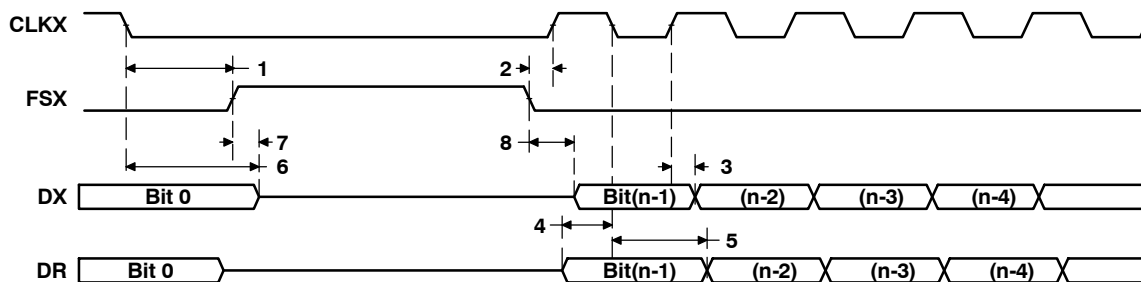 CLKX
1
2
FSX
7
8
6
3
DX
Bit 0
Bit(n-1)
(n-2)
(n-3)
(n-4)
4
5
DR
Bit 0
Bit(n-1)
(n-2)
(n-3)
(n-4)